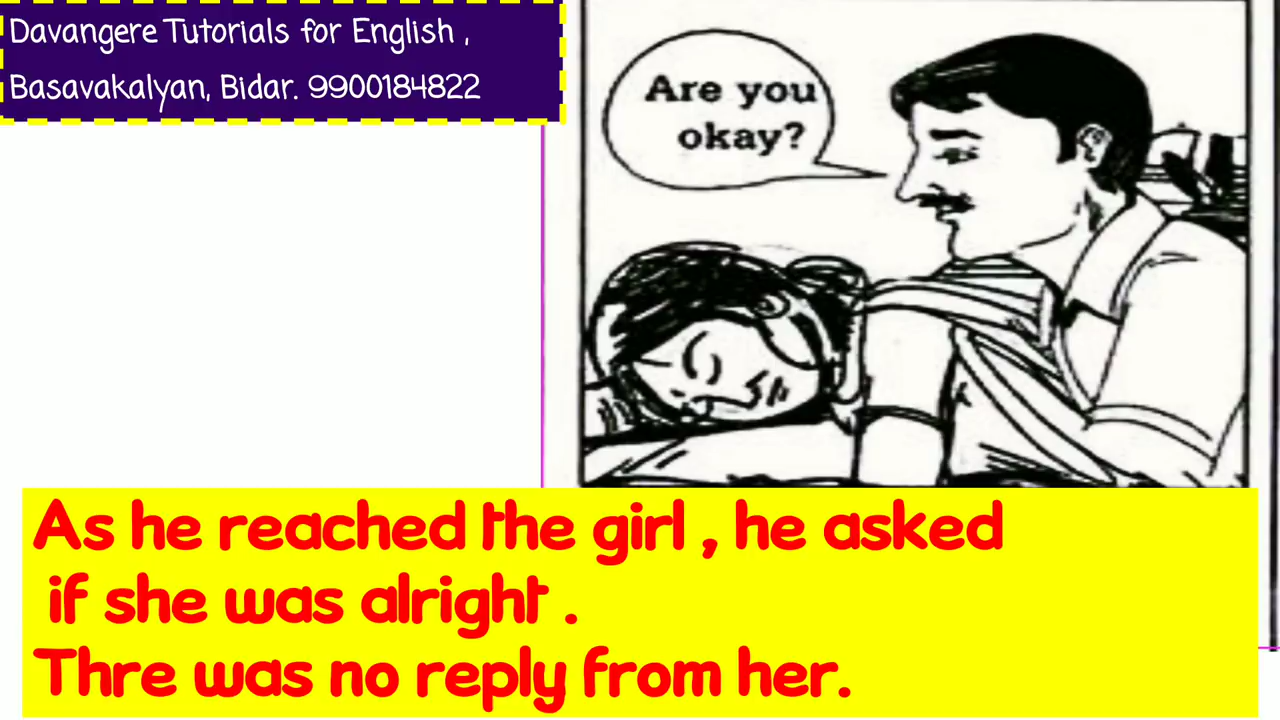 Davangere Tutorials for English ,
Basavakalyan, Bidar. 9900184822
Are you
okay?
As he reached the girl , he asked
if she was alright .
Thre was no reply from her.